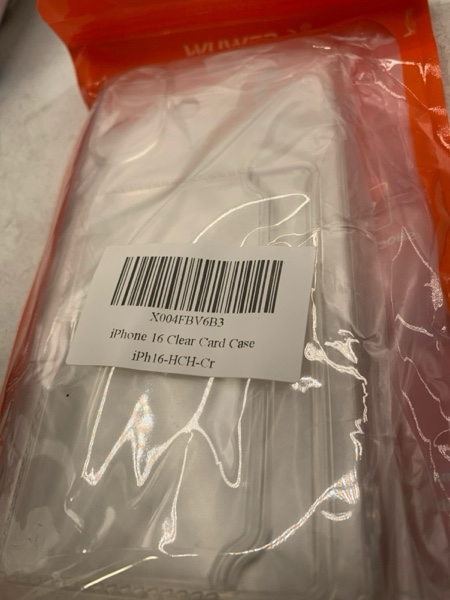 X004FBV6B3
iPhone 16 Clear Card Case
iPh16-HCH-Cr